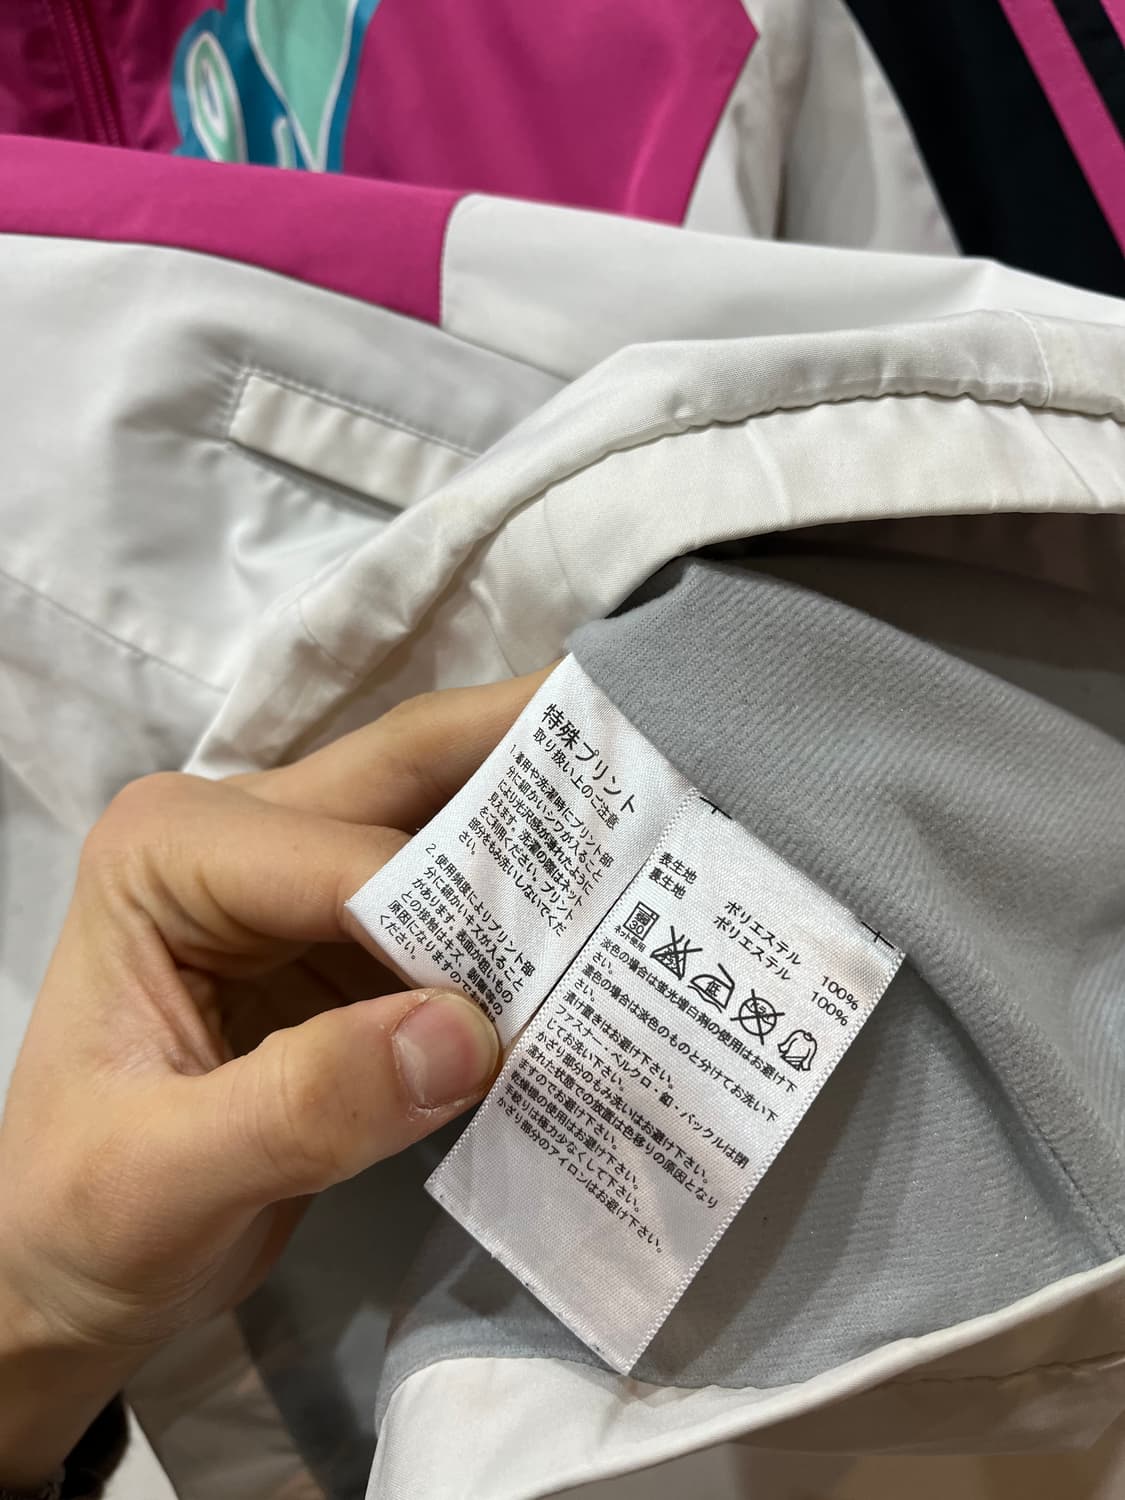 特殊プリント
取り扱い上のご注意
1.着用や洗濯時にプリント部
分に細かいシワが入ること
により光沢感が薄れたように
見えます。洗濯の際はネット
をご利用ください。プリント
部分をもみ洗いしないでくだ
さい。
2.使用頻度によりプリント部
分に細かいキズが入ること
があります。表面が粗いもの
との接触はキズ、剥離等の
原因になりますのでお
ください。
表生地 ポリエステル 100%
裏生地 ポリエステル 100%
30
ネット使用
低
淡色の場合は蛍光増白剤の使用はお避け下
さい。
濃色の場合は淡色のものと分けてお洗い下
さい。
漬け置きはお避け下さい。
ファスナー、ベルクロ・釦・バックルは閉
じてお洗い下さい。
かざり部分のもみ洗いはお避け下さい。
濡れた状態での放置は色移りの原因となり
ますのでお避け下さい。
乾燥機の使用はお避け下さい。
手絞りは極力少なくして下さい。
かざり部分のアイロンはお避け下さい。